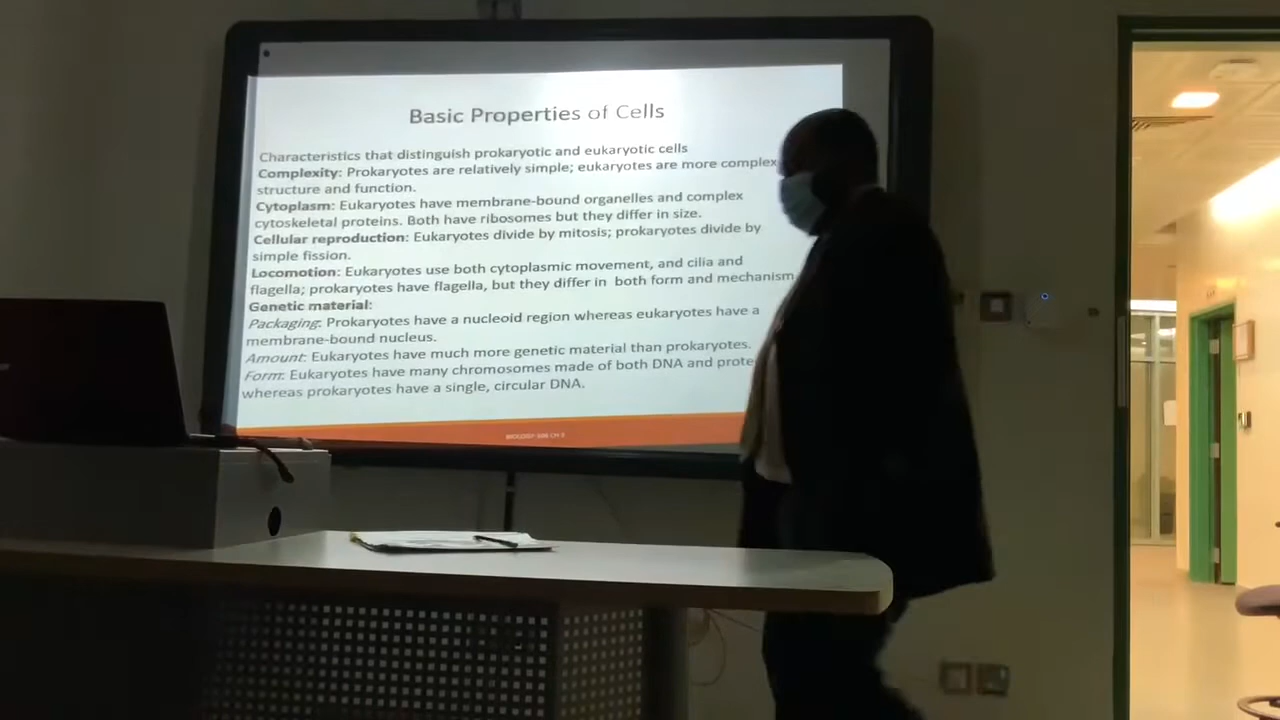 Basic Properties of Cells
Characteristics that distinguish prokaryotic and eukaryotic cells
Complexity: Prokaryotes are relatively simple; eukaryotes are more complex
structure and function.
Cytoplasm: Eukaryotes have membrane-bound organelles and complex
cytoskeletal proteins. Both have ribosomes but they differ in size.
Cellular reproduction: Eukaryotes divide by mitosis; prokaryotes divide by
simple fission.
Locomotion: Eukaryotes use both cytoplasmic movement, and cilia and
flagella; prokaryotes have flagella, but they differ in both form and mechanism
Genetic material:
Packaging: Prokaryotes have a nucleoid region whereas eukaryotes have a
membrane-bound nucleus.
Amount: Eukaryotes have much more genetic material than prokaryotes.
Form: Eukaryotes have many chromosomes made of both DNA and prote
whereas prokaryotes have a single, circular DNA.